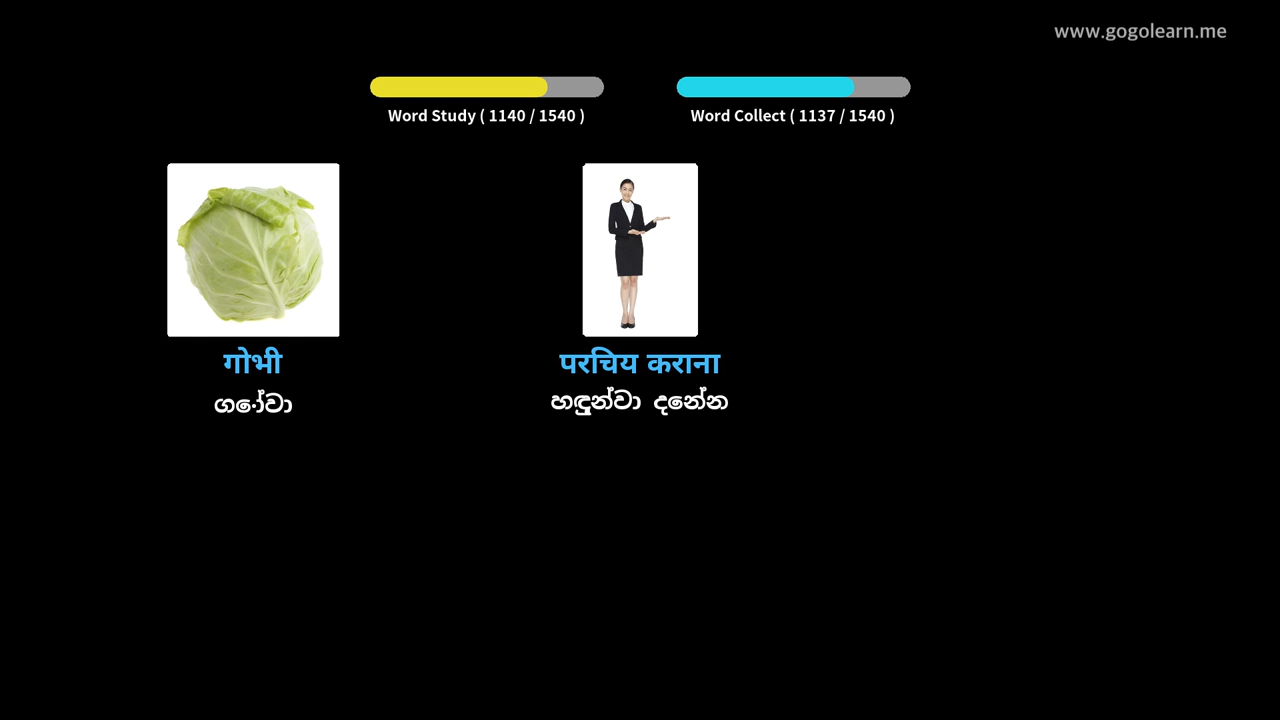 www.gogolearn.me
Word Study ( 1140 / 1540 )
Word Collect ( 1137 / 1540 )
गोभी
ගෝවා
परिचय कराना
හඳුන්වා දෙන්න